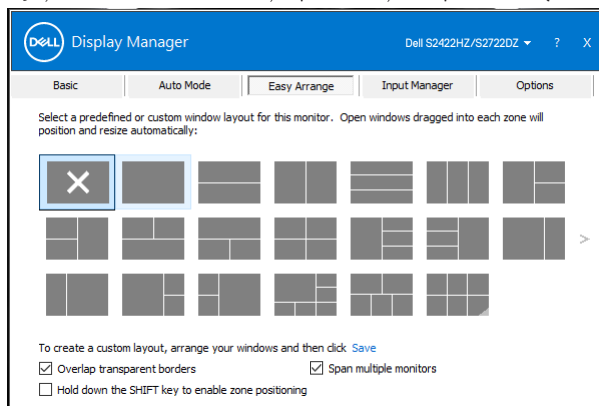 DELL Display Manager
Dell S2422HZ/S2722DZ ? X
Basic Auto Mode Easy Arrange Input Manager Options
Select a predefined or custom window layout for this monitor. Open windows dragged into each zone will
position and resize automatically:
>
To create a custom layout, arrange your windows and then click Save
Overlap transparent borders Span multiple monitors
Hold down the SHIFT key to enable zone positioning